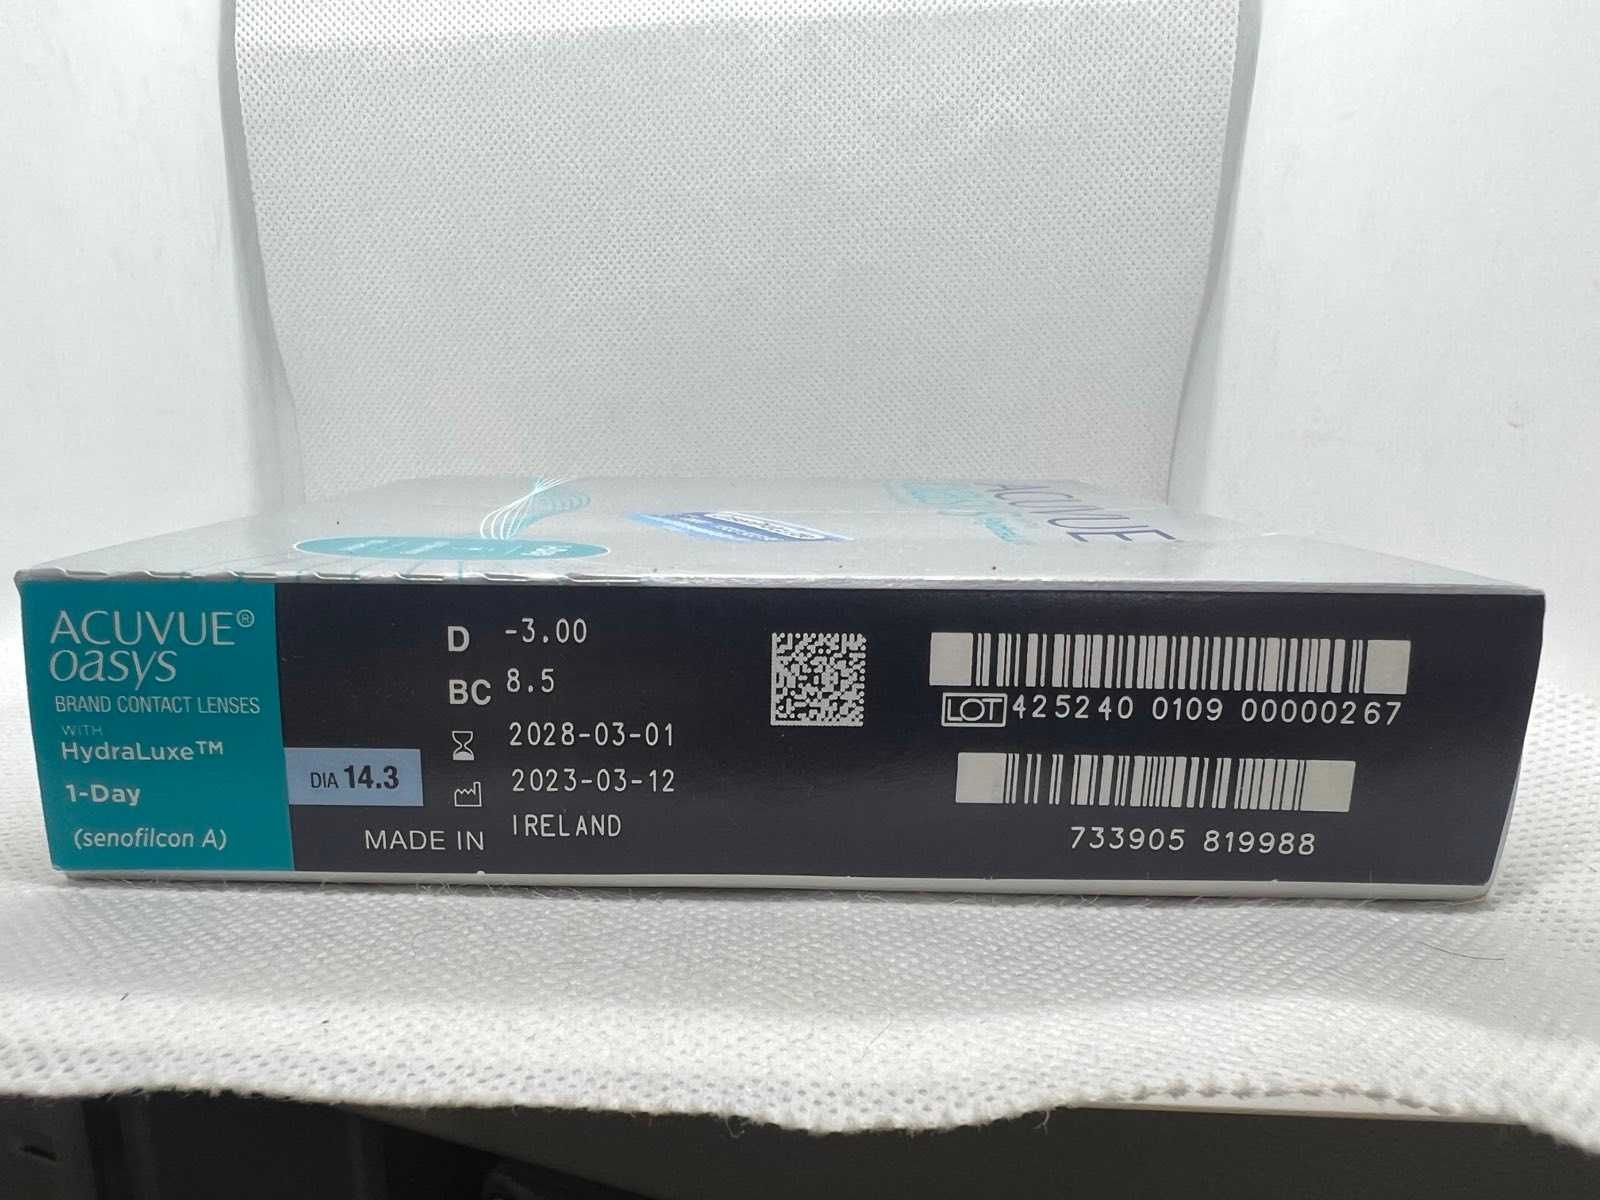 ACUVUE
ACUVUE®
oasys
BRAND CONTACT LENSES
WITH
HydraLuxe™
1-Day
(senofilcon A)
DIA 14.3
D -3.00
BC 8.5
2028-03-01
2023-03-12
MADE IN IRELAND
LOT 425240 0109 00000267
733905 819988